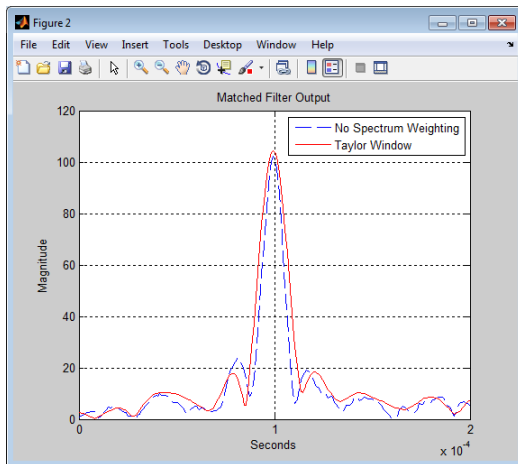 Figure 2
File Edit View Insert Tools Desktop Window Help
Matched Filter Output
No Spectrum Weighting
Taylor Window
120
100
80
60
40
20
0
Magnitude
0 1 2
Seconds
x 10^-4